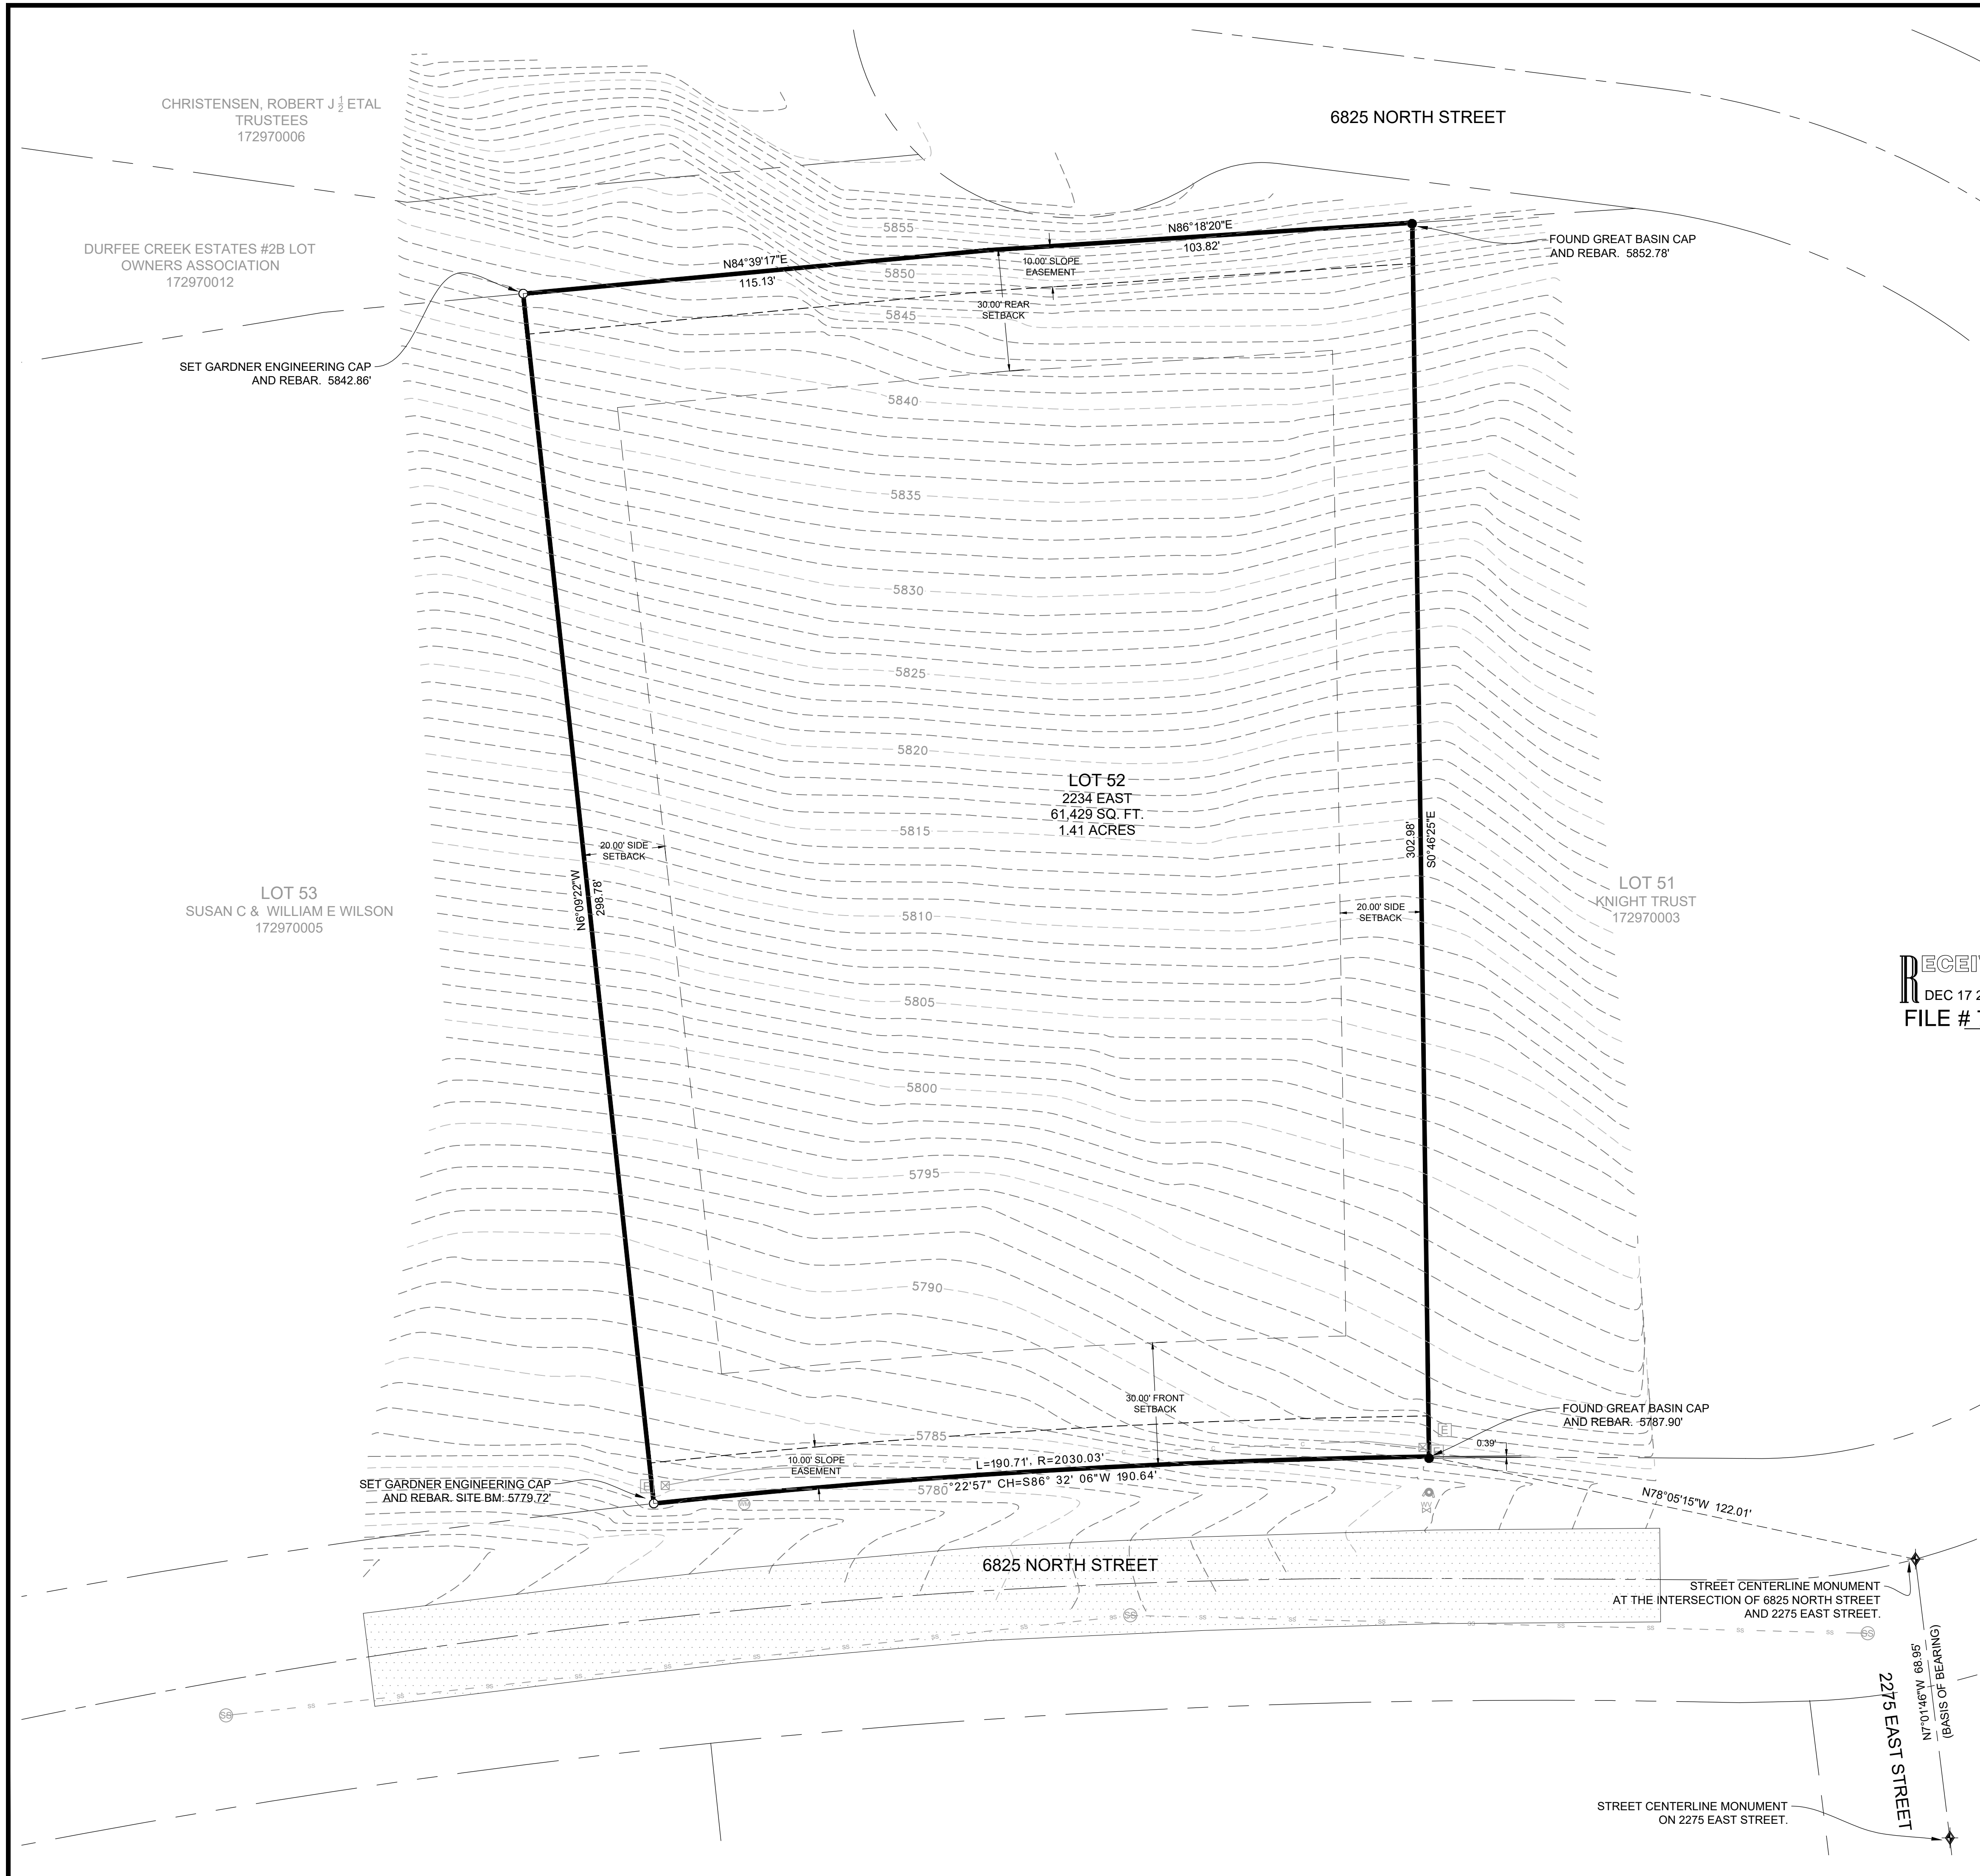 CHRISTENSEN, ROBERT J ½ ETAL
TRUSTEES
172970006
6825 NORTH STREET
DURFEE CREEK ESTATES #2B LOT
OWNERS ASSOCIATION
172970012
5855
N86°18'20"E
103.82'
FOUND GREAT BASIN CAP
AND REBAR. 5852.78'
N84°39'17"E
115.13'
5850
10.00' SLOPE
EASEMENT
30.00' REAR
SETBACK
5845
SET GARDNER ENGINEERING CAP
AND REBAR. 5842.86'
5840
5835
5830
5825
5820
LOT 52
2234 EAST
61,429 SQ. FT.
1.41 ACRES
5815
302.98'
S0°46'25"E
20.00' SIDE
SETBACK
N6°09'22"W
298.78'
LOT 53
SUSAN C & WILLIAM E WILSON
172970005
5810
20.00' SIDE
SETBACK
LOT 51
KNIGHT TRUST
172970003
RECEI
DEC 17 2
FILE #
5805
5800
5795
5790
30.00' FRONT
SETBACK
FOUND GREAT BASIN CAP
AND REBAR. 5787.90'
5785
E
0.39'
10.00' SLOPE
EASEMENT
L=190.71', R=2030.03'
°22'57" CH=S86° 32' 06"W 190.64'
5780
SET GARDNER ENGINEERING CAP
AND REBAR. SITE BM: 5779.72'
WM
WV
N78°05'15"W 122.01'
6825 NORTH STREET
STREET CENTERLINE MONUMENT
AT THE INTERSECTION OF 6825 NORTH STREET
AND 2275 EAST STREET.
SS
N7°01'46"W 68.95'
(BASIS OF BEARING)
2275 EAST STREET
STREET CENTERLINE MONUMENT
ON 2275 EAST STREET.